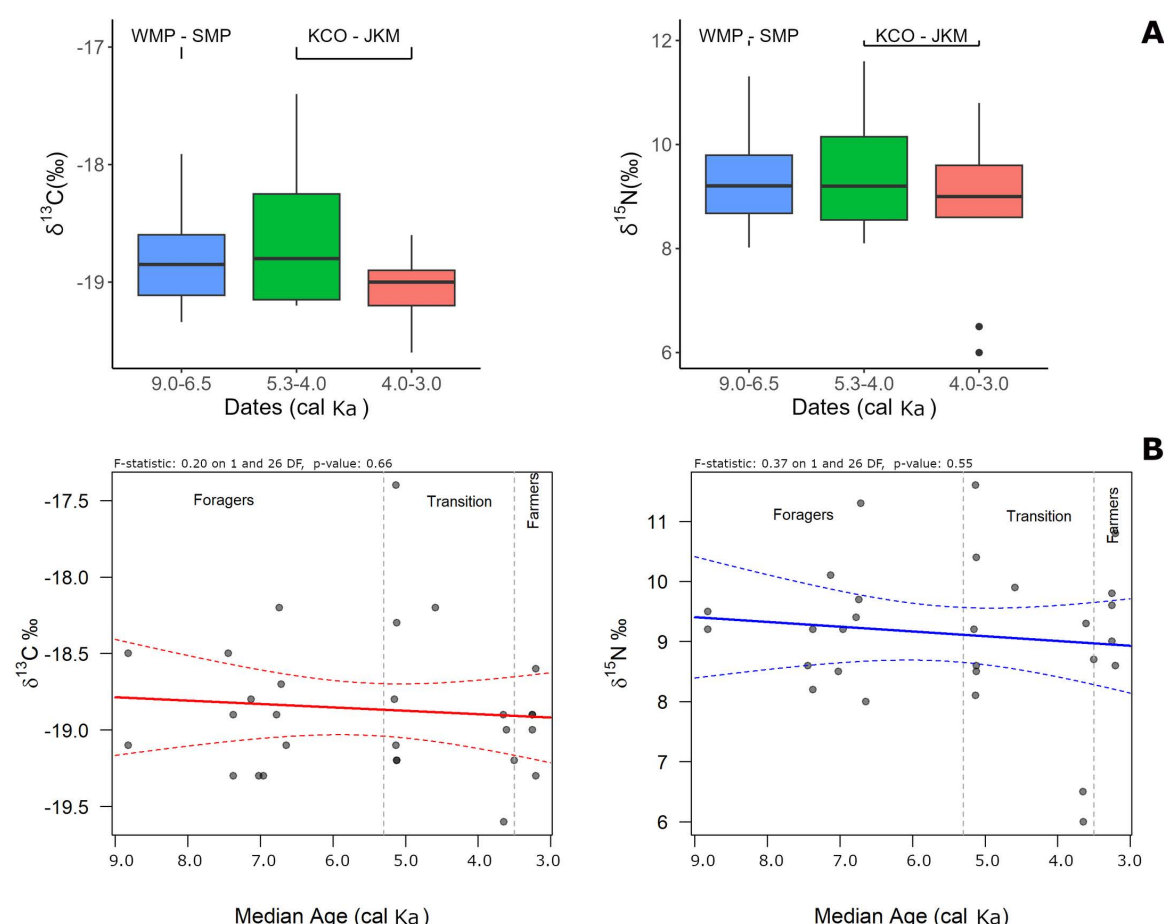 A
WMP - SMP
KCO - JKM
-17
-18
-19
δ13C(‰)
9.0-6.5
5.3-4.0
4.0-3.0
Dates (cal Ka )
WMP - SMP
KCO - JKM
12
10
8
6
δ15N(‰)
9.0-6.5
5.3-4.0
4.0-3.0
Dates (cal Ka )
B
F-statistic: 0.20 on 1 and 26 DF, p-value: 0.66
Foragers
Transition
Farmers
-17.5
-18.0
-18.5
-19.0
-19.5
δ13C ‰
9.0 8.0 7.0 6.0 5.0 4.0 3.0
Median Age (cal Ka )
F-statistic: 0.37 on 1 and 26 DF, p-value: 0.55
Foragers
Transition
Farmers
11
10
9
8
7
6
δ15N ‰
9.0 8.0 7.0 6.0 5.0 4.0 3.0
Median Age (cal Ka )